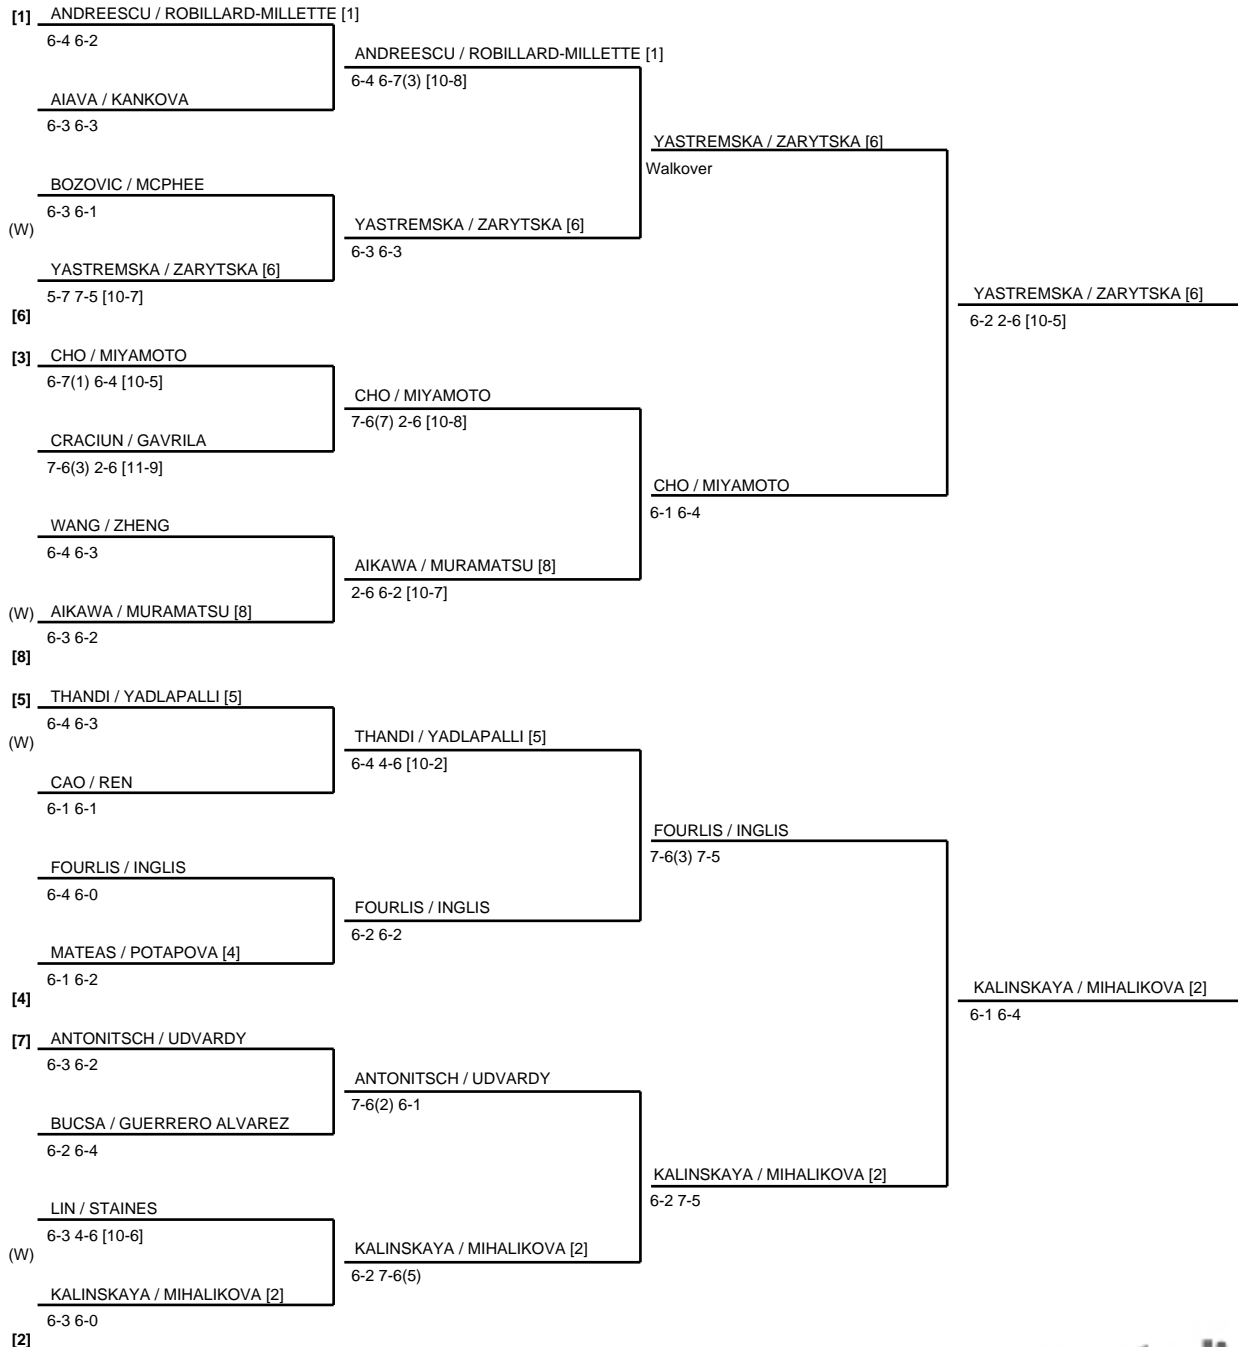 [1] ANDREESCU / ROBILLARD-MILLETTE [1]
6-4 6-2
ANDREESCU / ROBILLARD-MILLETTE [1]
6-4 6-7(3) [10-8]
AIAVA / KANKOVA
6-3 6-3
YASTREMSKA / ZARYTSKA [6]
Walkover
BOZOVIC / MCPHEE
6-3 6-1
(W)
YASTREMSKA / ZARYTSKA [6]
6-3 6-3
YASTREMSKA / ZARYTSKA [6]
5-7 7-5 [10-7]
[6]
YASTREMSKA / ZARYTSKA [6]
6-2 2-6 [10-5]
[3] CHO / MIYAMOTO
6-7(1) 6-4 [10-5]
CHO / MIYAMOTO
7-6(7) 2-6 [10-8]
CRACIUN / GAVRILA
7-6(3) 2-6 [11-9]
CHO / MIYAMOTO
6-1 6-4
WANG / ZHENG
6-4 6-3
AIKAWA / MURAMATSU [8]
2-6 6-2 [10-7]
(W) AIKAWA / MURAMATSU [8]
6-3 6-2
[8]
[5] THANDI / YADLAPALLI [5]
6-4 6-3
(W)
THANDI / YADLAPALLI [5]
6-4 4-6 [10-2]
CAO / REN
6-1 6-1
FOURLIS / INGLIS
7-6(3) 7-5
FOURLIS / INGLIS
6-4 6-0
FOURLIS / INGLIS
6-2 6-2
MATEAS / POTAPOVA [4]
6-1 6-2
[4]
KALINSKAYA / MIHALIKOVA [2]
6-1 6-4
[7] ANTONITSCH / UDVARDY
6-3 6-2
ANTONITSCH / UDVARDY
7-6(2) 6-1
BUCSA / GUERRERO ALVAREZ
6-2 6-4
KALINSKAYA / MIHALIKOVA [2]
6-2 7-5
LIN / STAINES
6-3 4-6 [10-6]
(W)
KALINSKAYA / MIHALIKOVA [2]
6-2 7-6(5)
KALINSKAYA / MIHALIKOVA [2]
6-3 6-0
[2]